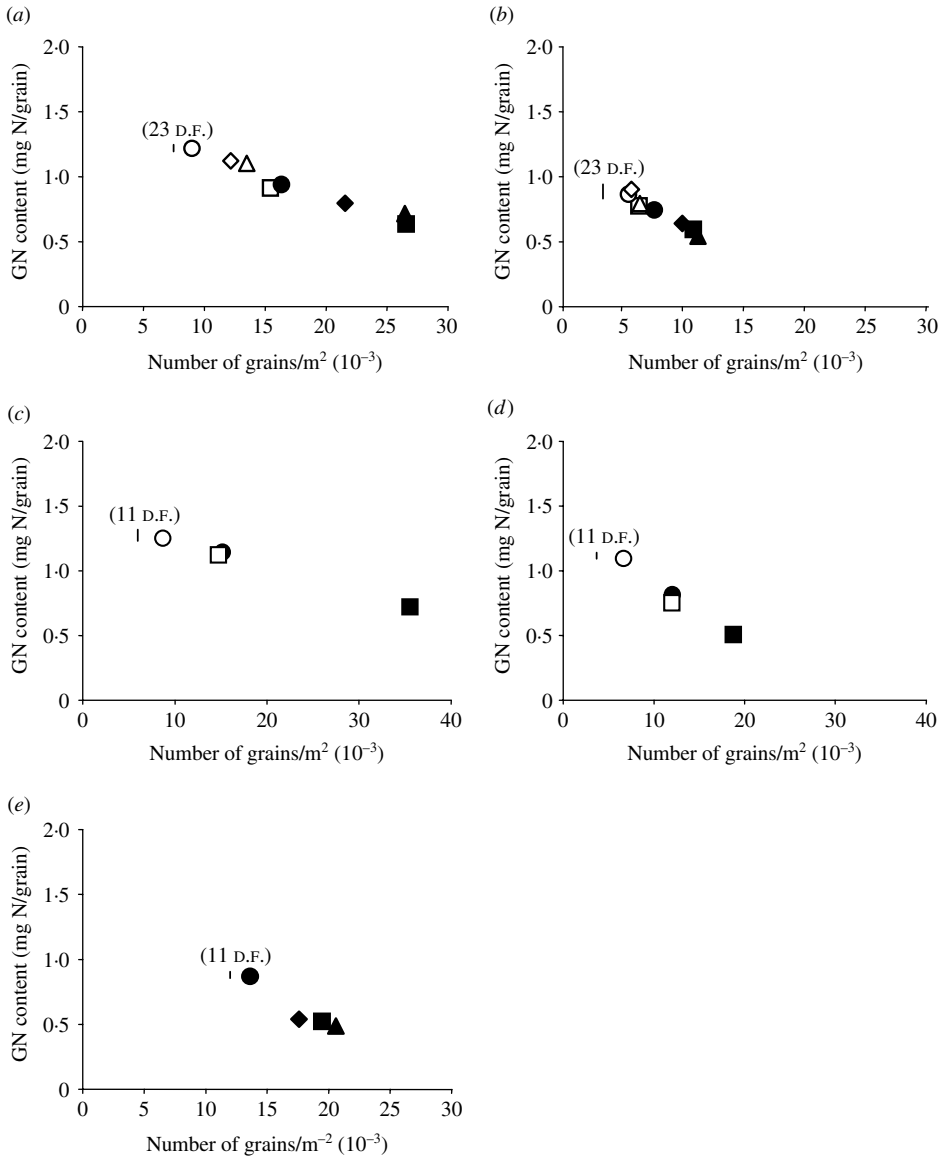 (a)
2·0
1·5
1·0
0·5
0
GN content (mg N/grain)
(23 D.F.)
0 5 10 15 20 25 30
Number of grains/m² (10⁻³)
(b)
2·0
1·5
1·0
0·5
0
GN content (mg N/grain)
(23 D.F.)
0 5 10 15 20 25 30
Number of grains/m² (10⁻³)
(c)
2·0
1·5
1·0
0·5
0
GN content (mg N/grain)
(11 D.F.)
0 10 20 30 40
Number of grains/m² (10⁻³)
(d)
2·0
1·5
1·0
0·5
0
GN content (mg N/grain)
(11 D.F.)
0 10 20 30 40
Number of grains/m² (10⁻³)
(e)
2·0
1·5
1·0
0·5
0
GN content (mg N/grain)
(11 D.F.)
0 5 10 15 20 25 30
Number of grains/m⁻² (10⁻³)